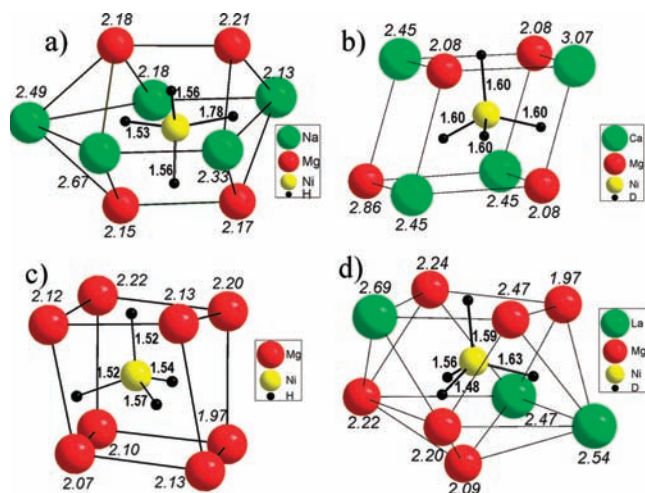 a)
2.18
2.21
2.49
2.18
2.13
1.56
1.78
1.53
1.56
2.67
2.33
2.15
2.17
Na
Mg
Ni
H
b)
2.45
2.08
2.08
3.07
1.60
1.60
1.60
1.60
2.86
2.45
2.45
2.08
Ca
Mg
Ni
D
c)
2.12
2.22
2.13
2.20
1.52
1.52
1.54
1.57
1.97
2.10
2.07
2.13
Mg
Ni
H
d)
2.24
2.47
1.97
2.69
1.59
1.56
1.63
1.48
2.22
2.47
2.20
2.54
2.09
La
Mg
Ni
D